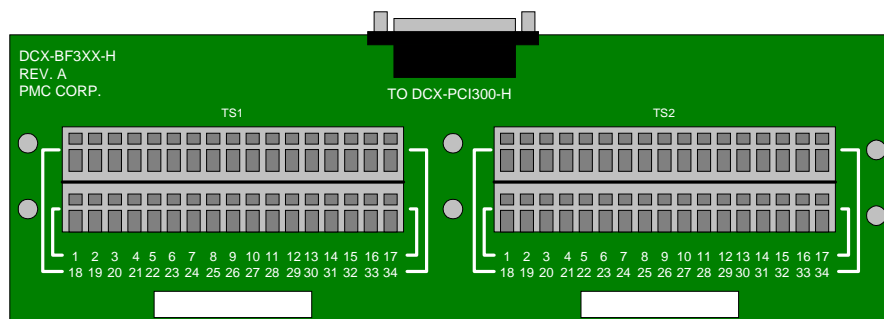 DCX-BF3XX-H
REV. A
PMC CORP.
TO DCX-PCI300-H
TS1
TS2
1 2 3 4 5 6 7 8 9 10 11 12 13 14 15 16 17
18 19 20 21 22 23 24 25 26 27 28 29 30 31 32 33 34
1 2 3 4 5 6 7 8 9 10 11 12 13 14 15 16 17
18 19 20 21 22 23 24 25 26 27 28 29 30 31 32 33 34